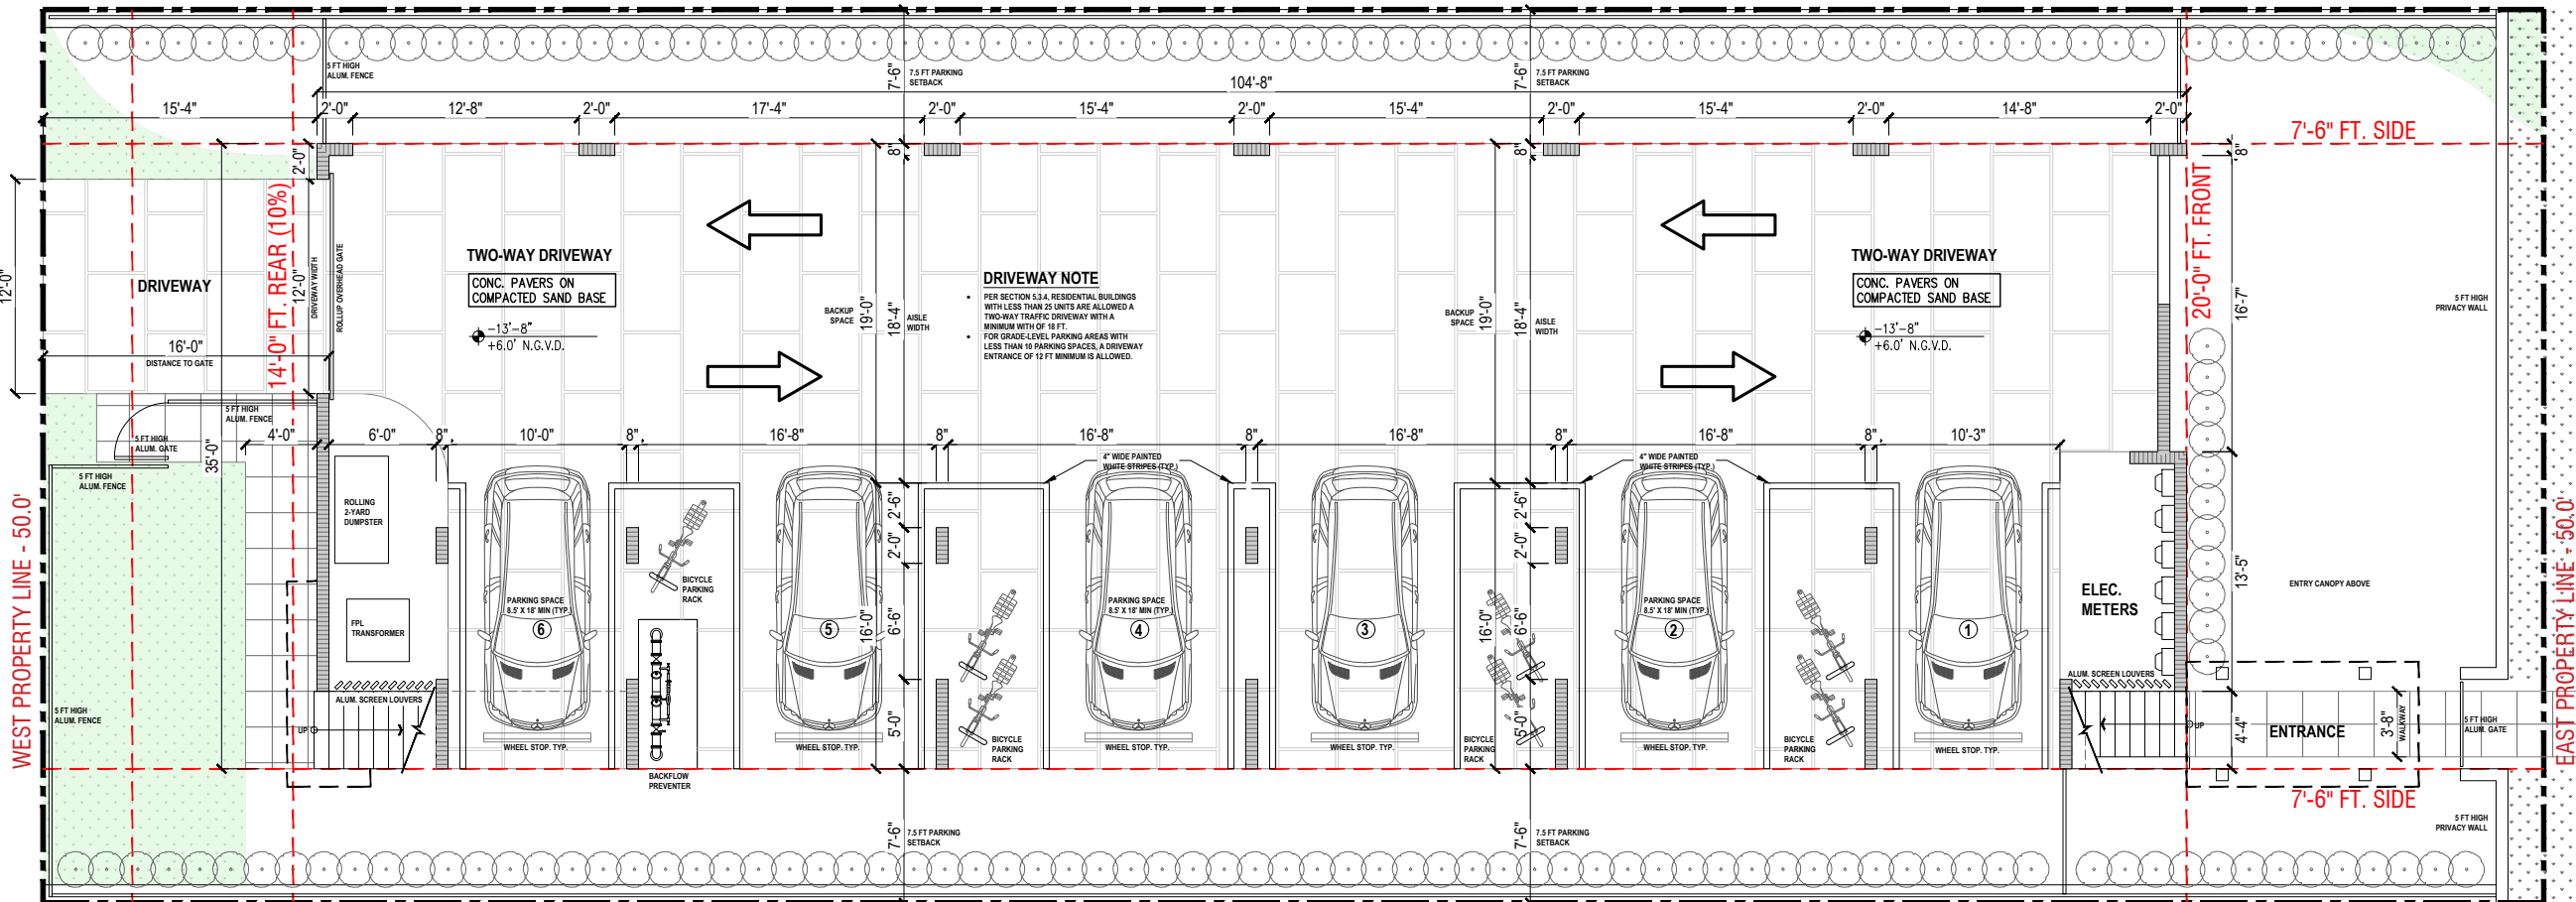 5 FT HIGH
ALUM. FENCE
7'-6"
7.5 FT PARKING
SETBACK
7'-6"
7.5 FT PARKING
SETBACK
104'-8"
15'-4"
2'-0"
12'-8"
2'-0"
17'-4"
2'-0"
15'-4"
2'-0"
15'-4"
2'-0"
15'-4"
2'-0"
14'-8"
2'-0"
7'-6" FT. SIDE
2'-0"
8"
8"
8"
12'-0"
DRIVEWAY
14'-0" FT. REAR (10%)
12'-0"
DRIVEWAY WIDTH
ROLLUP OVERHEAD GATE
16'-0"
DISTANCE TO GATE
TWO-WAY DRIVEWAY
CONC. PAVERS ON
COMPACTED SAND BASE
-13'-8"
+6.0' N.G.V.D.
BACKUP
SPACE
19'-0"
18'-4"
AISLE
WIDTH
DRIVEWAY NOTE
• PER SECTION 5.3.4, RESIDENTIAL BUILDINGS
WITH LESS THAN 25 UNITS ARE ALLOWED A
TWO-WAY TRAFFIC DRIVEWAY WITH A
MINIMUM WITH OF 18 FT.
• FOR GRADE-LEVEL PARKING AREAS WITH
LESS THAN 10 PARKING SPACES, A DRIVEWAY
ENTRANCE OF 12 FT MINIMUM IS ALLOWED.
BACKUP
SPACE
19'-0"
18'-4"
AISLE
WIDTH
TWO-WAY DRIVEWAY
CONC. PAVERS ON
COMPACTED SAND BASE
-13'-8"
+6.0' N.G.V.D.
20'-0" FT. FRONT
16'-7"
5 FT HIGH
PRIVACY WALL
5 FT HIGH
ALUM. FENCE
5 FT HIGH
ALUM. GATE
4'-0"
35'-0"
6'-0"
8"
10'-0"
8"
16'-8"
8"
16'-8"
8"
16'-8"
8"
16'-8"
8"
10'-3"
5 FT HIGH
ALUM. FENCE
4" WIDE PAINTED
WHITE STRIPES (TYP.)
4" WIDE PAINTED
WHITE STRIPES (TYP.)
WEST PROPERTY LINE - 50.0'
EAST PROPERTY LINE - 50.0'
ROLLING
2-YARD
DUMPSTER
FPL
TRANSFORMER
BICYCLE
PARKING
RACK
2'-6"
2'-0"
6'-6"
16'-0"
5'-0"
2'-6"
2'-0"
6'-6"
16'-0"
5'-0"
PARKING SPACE
8.5' X 18' MIN (TYP.)
6
5
PARKING SPACE
8.5' X 18' MIN (TYP.)
4
3
PARKING SPACE
8.5' X 18' MIN (TYP.)
2
1
ELEC.
METERS
13'-5"
ENTRY CANOPY ABOVE
ALUM. SCREEN LOUVERS
ALUM. SCREEN LOUVERS
5 FT HIGH
ALUM. FENCE
UP
UP
4'-4"
ENTRANCE
3'-8"
WALKWAY
5 FT HIGH
ALUM. GATE
WHEEL STOP. TYP.
WHEEL STOP. TYP.
BICYCLE
PARKING
RACK
WHEEL STOP. TYP.
WHEEL STOP. TYP.
BICYCLE
PARKING
RACK
WHEEL STOP. TYP.
BICYCLE
PARKING
RACK
WHEEL STOP. TYP.
BACKFLOW
PREVENTER
7'-6" FT. SIDE
7'-6"
7.5 FT PARKING
SETBACK
7'-6"
7.5 FT PARKING
SETBACK
5 FT HIGH
PRIVACY WALL